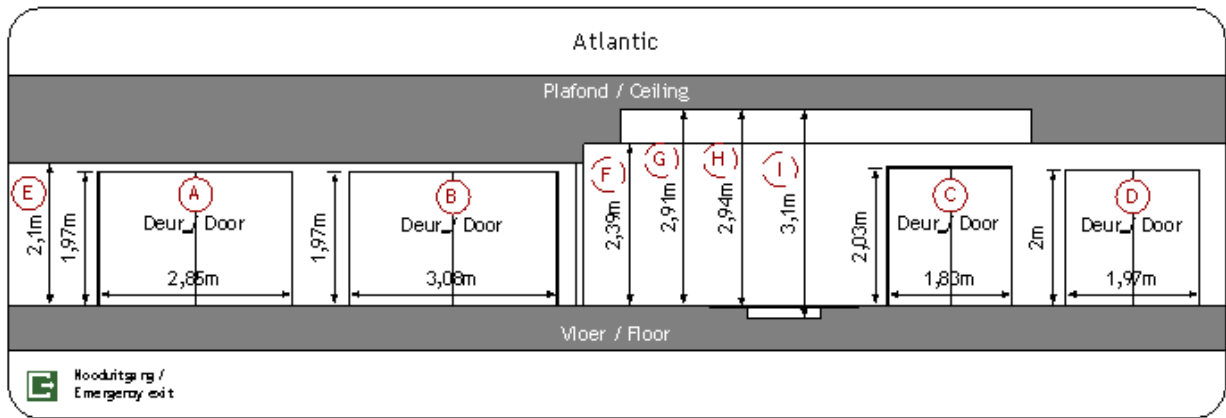 Atlantic
Plafond / Ceiling
E
2,1m
1,97m
A
Deur / Door
2,85m
1,97m
B
Deur / Door
3,08m
F
2,39m
G
2,91m
H
2,94m
I
3,1m
2,03m
C
Deur / Door
1,83m
2m
D
Deur / Door
1,97m
Vloer / Floor
Nooduitgang /
Emergency exit